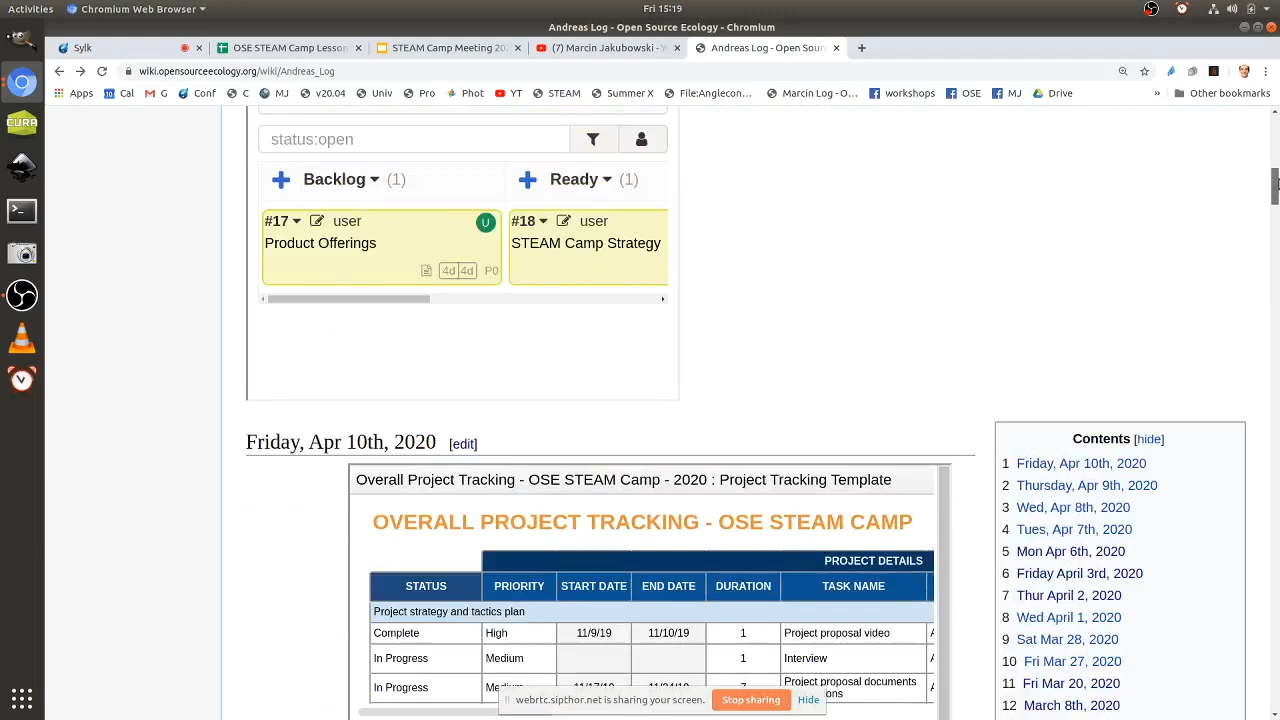 Activities
Chromium Web Browser
Fri 15:19
Andreas Log - Open Source Ecology - Chromium
Sylk
OSE STEAM Camp Lesson
STEAM Camp Meeting 202
(7) Marcin Jakubowski - Y
Andreas Log - Open Sour
wiki.opensourceecology.org/wiki/Andreas_Log
Apps
Cal
G
Conf
C
MJ
v20.04
Univ
Pro
Phot
YT
STEAM
Summer X
File:Anglecon...
Marcin Log - O...
workshops
OSE
MJ
Drive
»
Other bookmarks
status:open
Backlog (1)
Ready (1)
#17 user
U
Product Offerings
4d 4d P0
#18 user
STEAM Camp Strategy
Friday, Apr 10th, 2020 [edit]
Overall Project Tracking - OSE STEAM Camp - 2020 : Project Tracking Template
OVERALL PROJECT TRACKING - OSE STEAM CAMP
PROJECT DETAILS
STATUS PRIORITY START DATE END DATE DURATION TASK NAME
Project strategy and tactics plan
Complete High 11/9/19 11/10/19 1 Project proposal video
In Progress Medium 1 Interview
In Progress Project proposal documents
Contents [hide]
1 Friday, Apr 10th, 2020
2 Thursday, Apr 9th, 2020
3 Wed, Apr 8th, 2020
4 Tues, Apr 7th, 2020
5 Mon Apr 6th, 2020
6 Friday April 3rd, 2020
7 Thur April 2, 2020
8 Wed April 1, 2020
9 Sat Mar 28, 2020
10 Fri Mar 27, 2020
11 Fri Mar 20, 2020
12 March 8th, 2020
webrtc.sipthor.net is sharing your screen.
Stop sharing
Hide
CURA